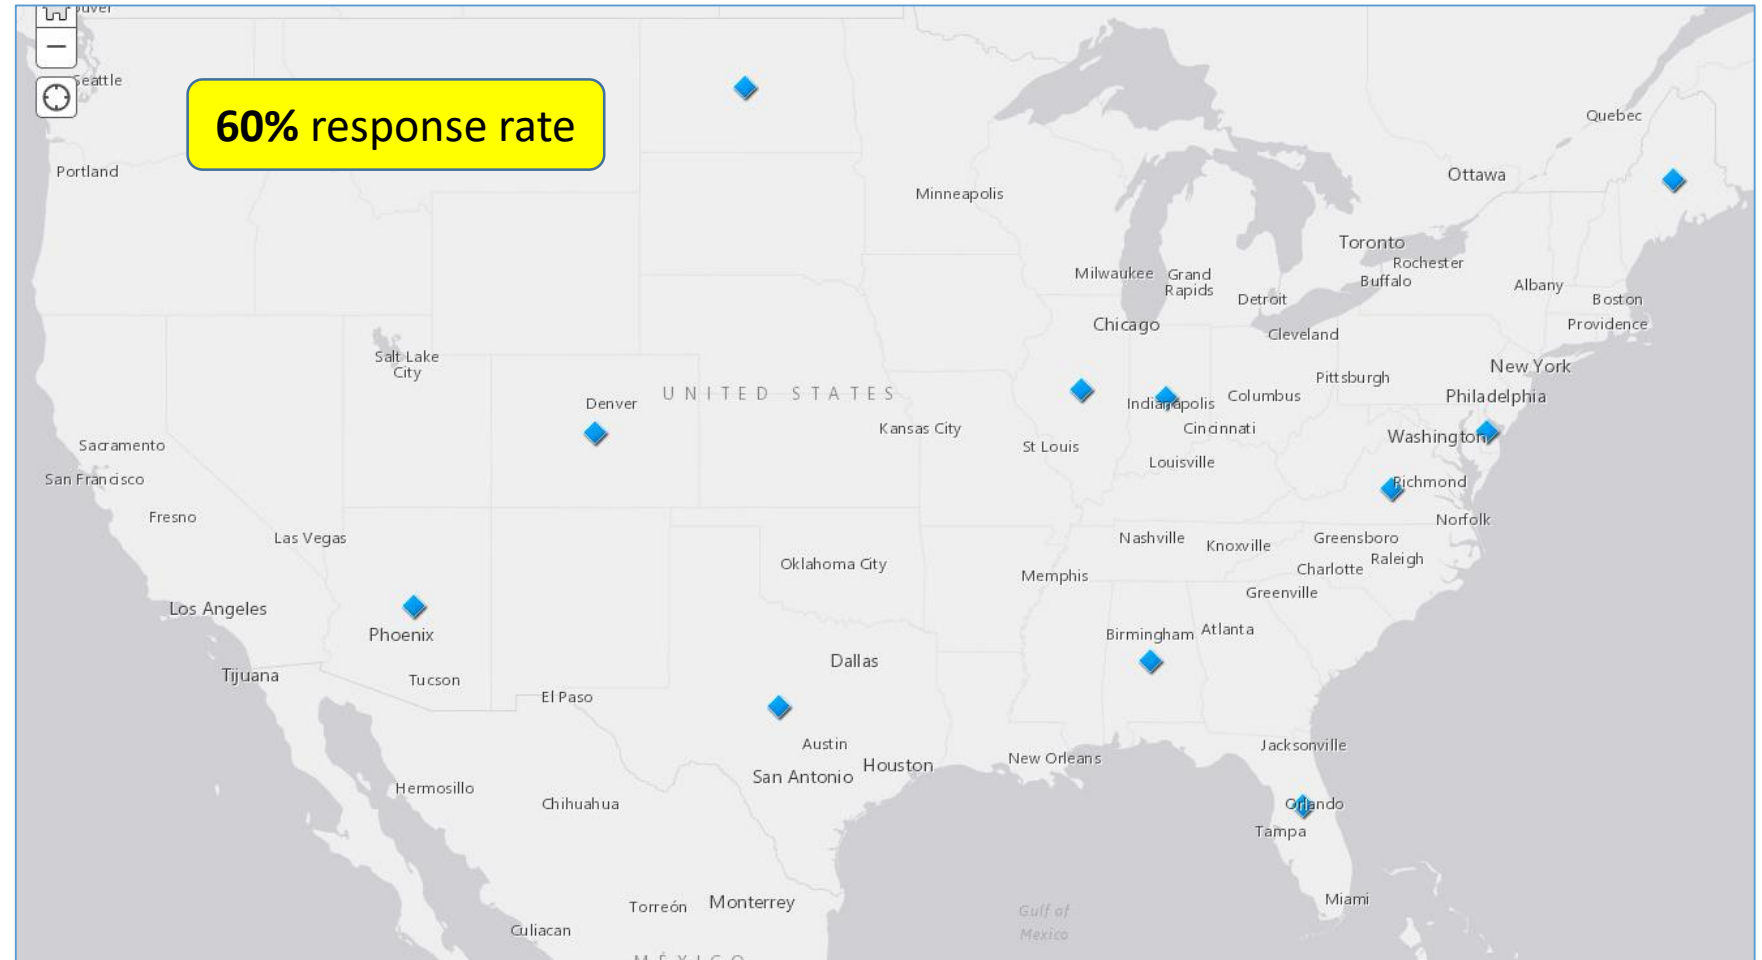 Seattle
60% response rate
Quebec
Portland
Ottawa
Minneapolis
Toronto
Rochester
Milwaukee
Grand
Rapids
Buffalo
Detroit
Albany
Boston
Chicago
Cleveland
Providence
Salt Lake
City
New York
Pittsburgh
UNITED STATES
Denver
Indianapolis
Columbus
Philadelphia
Kansas City
Cincinnati
Washington
Sacramento
St Louis
Louisville
San Francisco
Richmond
Fresno
Norfolk
Las Vegas
Nashville
Knoxville
Greensboro
Raleigh
Oklahoma City
Memphis
Charlotte
Greenville
Los Angeles
Phoenix
Birmingham
Atlanta
Dallas
Tijuana
Tucson
El Paso
Austin
Jacksonville
Houston
New Orleans
San Antonio
Hermosillo
Chihuahua
Orlando
Tampa
Miami
Torreón
Monterrey
Gulf of
Mexico
Culiacan
MÉXICO